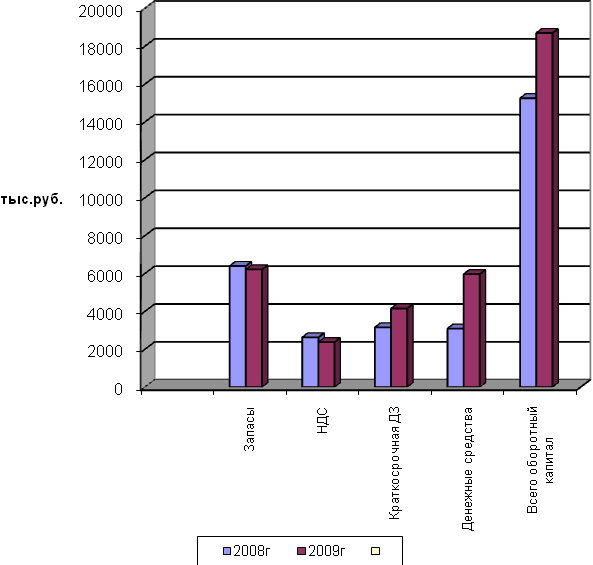 20000
18000
16000
14000
12000
10000
8000
6000
4000
2000
0
тыс.руб.
Запасы
НДС
Краткосрочная ДЗ
Денежные средства
Всего оборотный
капитал
2008г 2009г